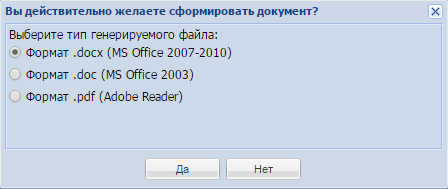 Вы действительно желаете сформировать документ?
Выберите тип генерируемого файла:
Формат .docx (MS Office 2007-2010)
Формат .doc (MS Office 2003)
Формат .pdf (Adobe Reader)
Да Нет